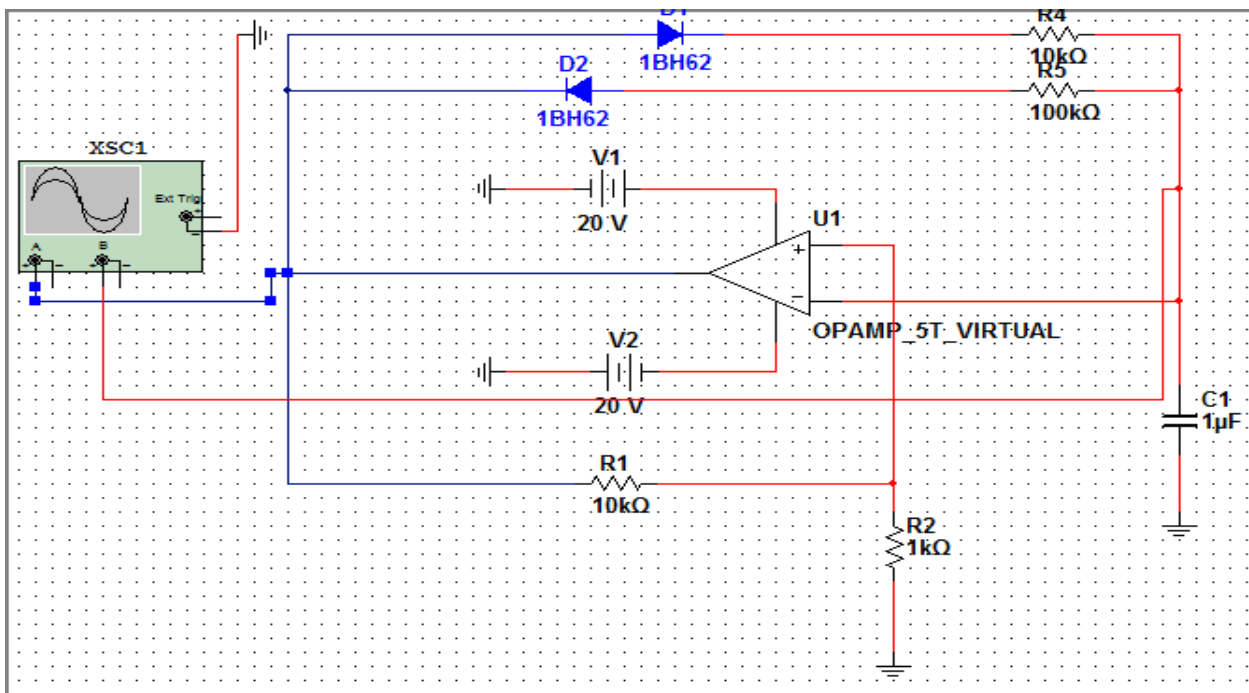 D1
1BH62
R4
10kΩ
D2
1BH62
R5
100kΩ
XSC1
Ext Trig
+
−
A
B
+
−
+
−
V1
20 V
U1
+
−
OPAMP_5T_VIRTUAL
V2
20 V
C1
1µF
R1
10kΩ
R2
1kΩ